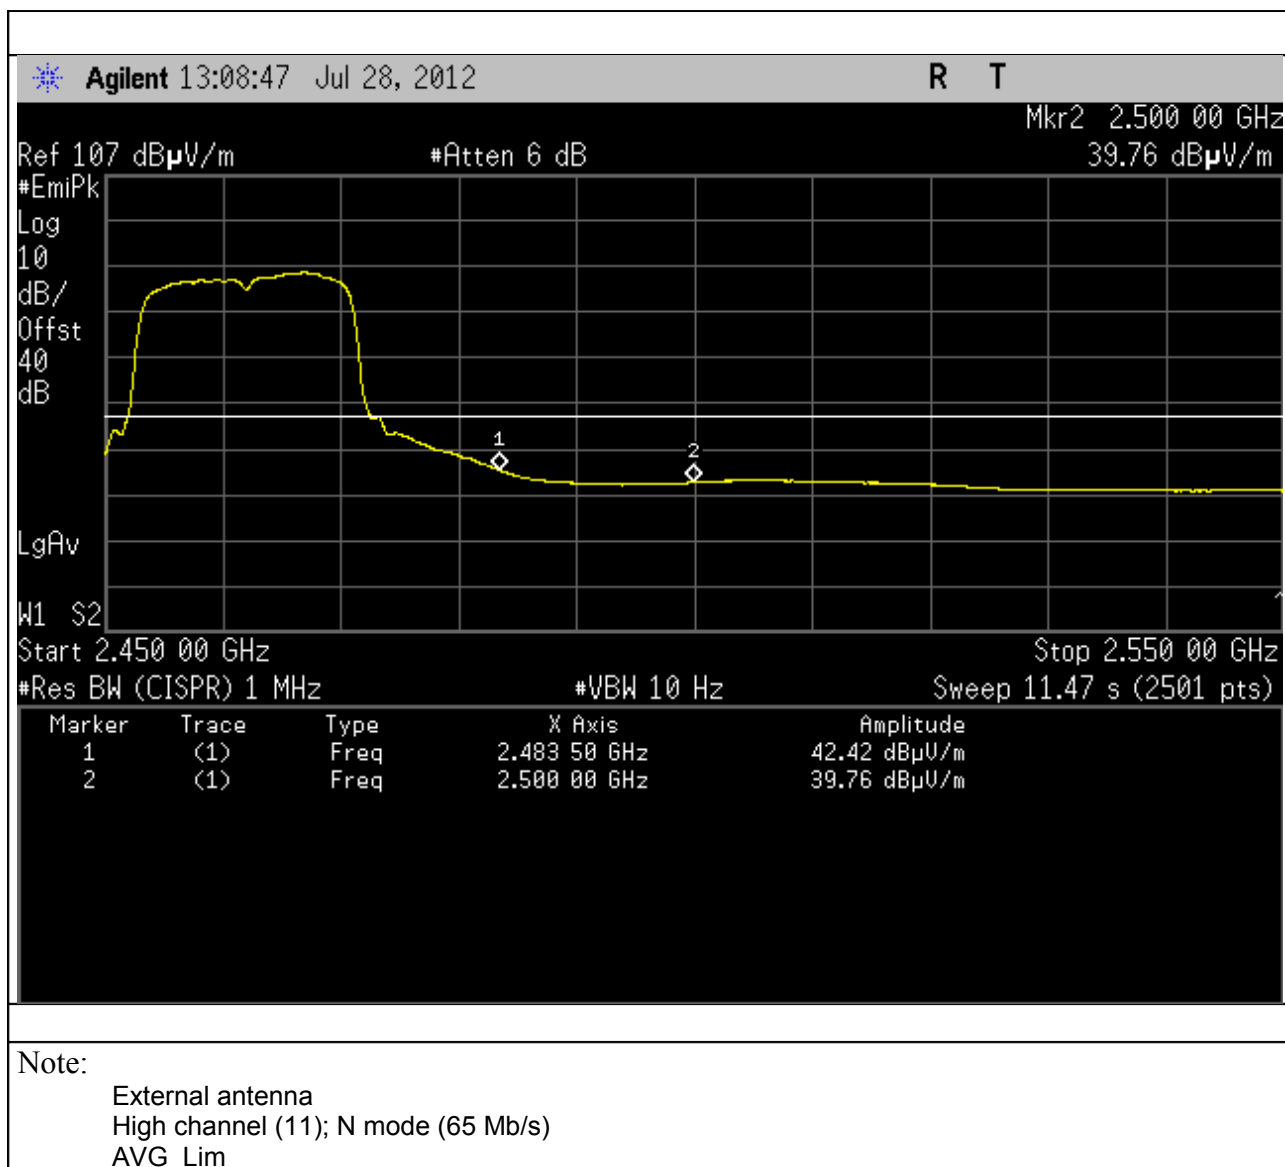 Agilent 13:08:47 Jul 28, 2012 R T
Mkr2 2.500 00 GHz
Ref 107 dBµV/m #Atten 6 dB 39.76 dBµV/m
#EmiPk
Log
10
dB/
Offst
40
dB
1
2
LgAv
W1 S2
Start 2.450 00 GHz Stop 2.550 00 GHz
#Res BW (CISPR) 1 MHz #VBW 10 Hz Sweep 11.47 s (2501 pts)
Marker Trace Type X Axis Amplitude
1 (1) Freq 2.483 50 GHz 42.42 dBµV/m
2 (1) Freq 2.500 00 GHz 39.76 dBµV/m
Note:
External antenna
High channel (11); N mode (65 Mb/s)
AVG Lim